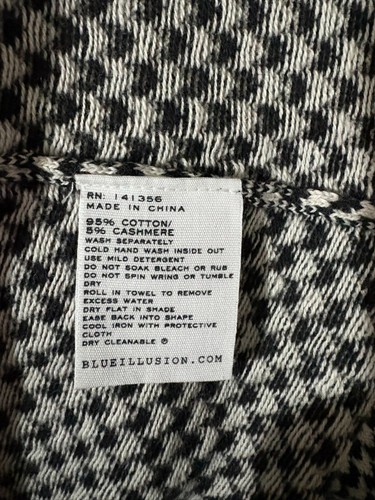 RN: 141356
MADE IN CHINA
95% COTTON/
5% CASHMERE
WASH SEPARATELY
COLD HAND WASH INSIDE OUT
USE MILD DETERGENT
DO NOT SOAK BLEACH OR RUB
DO NOT SPIN WRING OR TUMBLE
DRY
ROLL IN TOWEL TO REMOVE
EXCESS WATER
DRY FLAT IN SHADE
EASE BACK INTO SHAPE
COOL IRON WITH PROTECTIVE
CLOTH
DRY CLEANABLE Ⓟ
BLUEILLUSION.COM